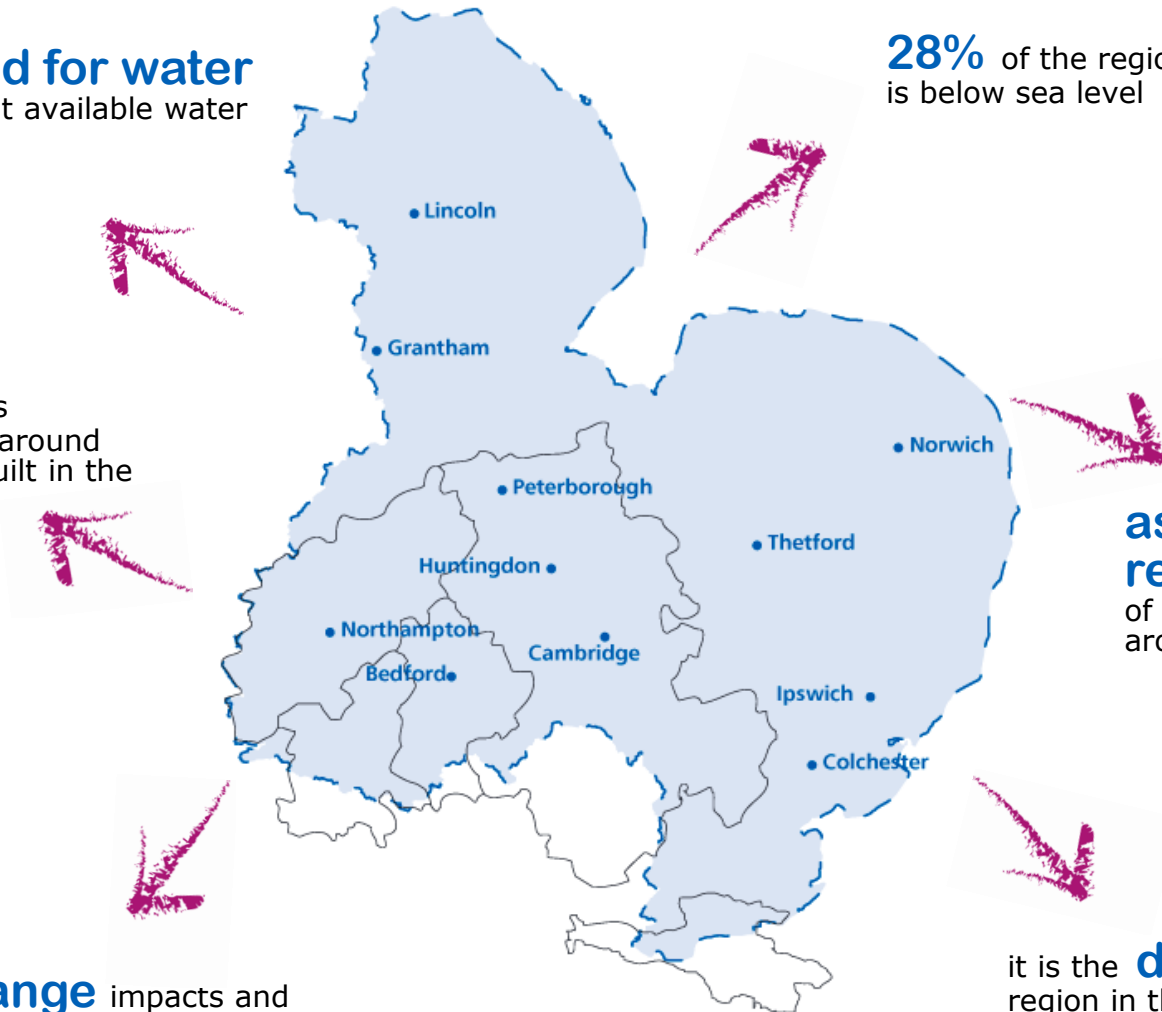 d for water
t available water
28% of the regio
is below sea level
Lincoln
Grantham
s
around
uilt in the
Norwich
Peterborough
as
re
of
aro
Thetford
Huntingdon
Northampton
Cambridge
Bedford
Ipswich
Colchester
ange impacts and
it is the d
region in th